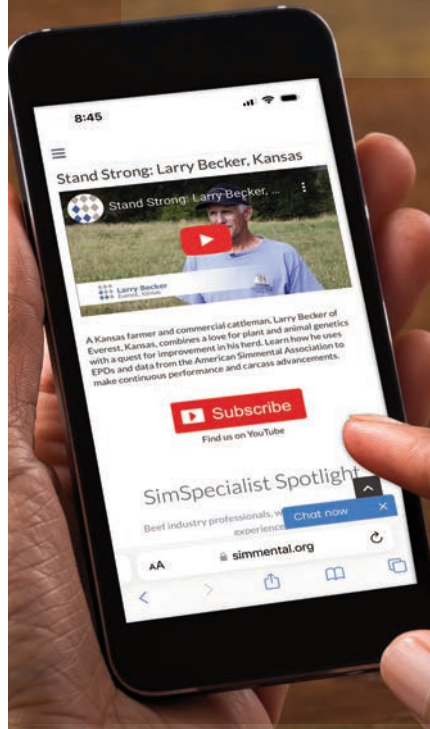 8:45
Stand Strong: Larry Becker, Kansas
Stand Strong: Larry Becker, ...
Larry Becker
Everest, Kansas
A Kansas farmer and commercial cattleman, Larry Becker of
Everest, Kansas, combines a love for plant and animal genetics
with a quest for improvement in his herd. Learn how he uses
EPDs and data from the American Simmental Association to
make continuous performance and carcass advancements.
Subscribe
Find us on YouTube
SimSpecialist Spotlight
Beef industry professionals, w
experience
Chat now
AA
simmental.org